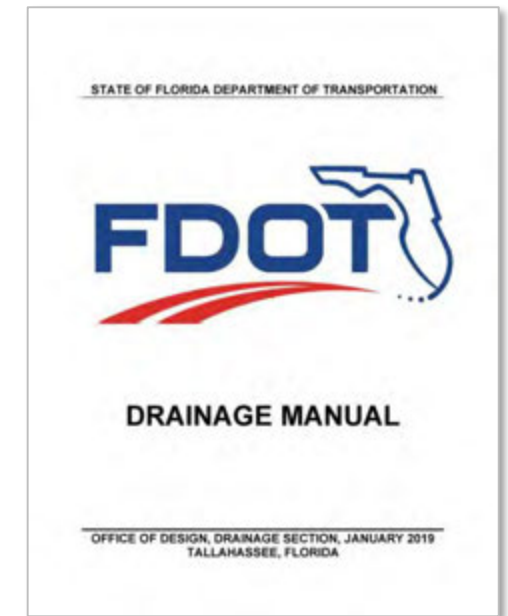 STATE OF FLORIDA DEPARTMENT OF TRANSPORTATION
FDOT
DRAINAGE MANUAL
OFFICE OF DESIGN, DRAINAGE SECTION, JANUARY 2019
TALLAHASSEE, FLORIDA